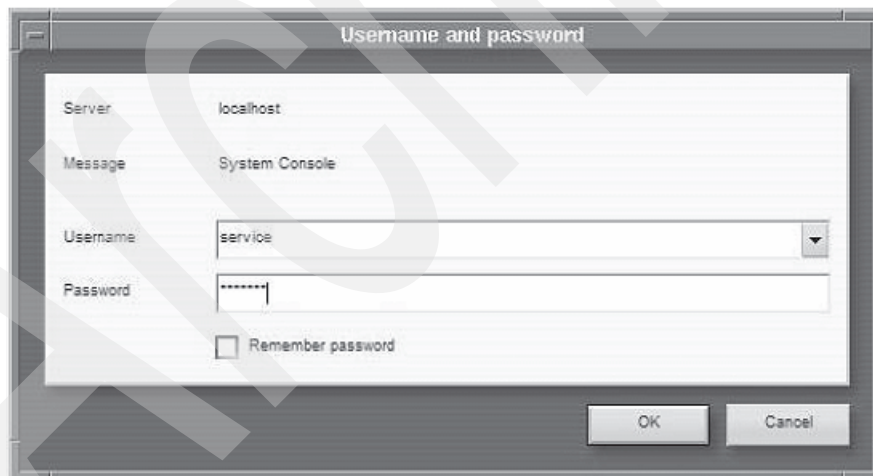 Username and password
Server localhost
Message System Console
Username service
Password *******
Remember password
OK Cancel